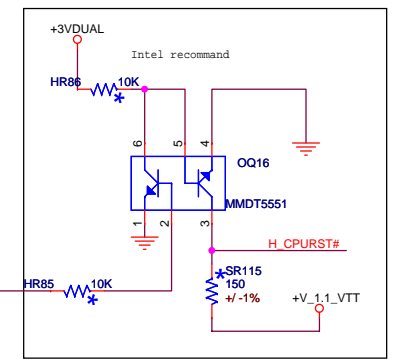 +3VDUAL
Intel recommand
HR86
10K
*
6
5
4
OQ16
MMDT5551
1
2
3
H_CPURST#
HR85
10K
*
*
SR115
150
+/-1%
+V_1.1_VTT